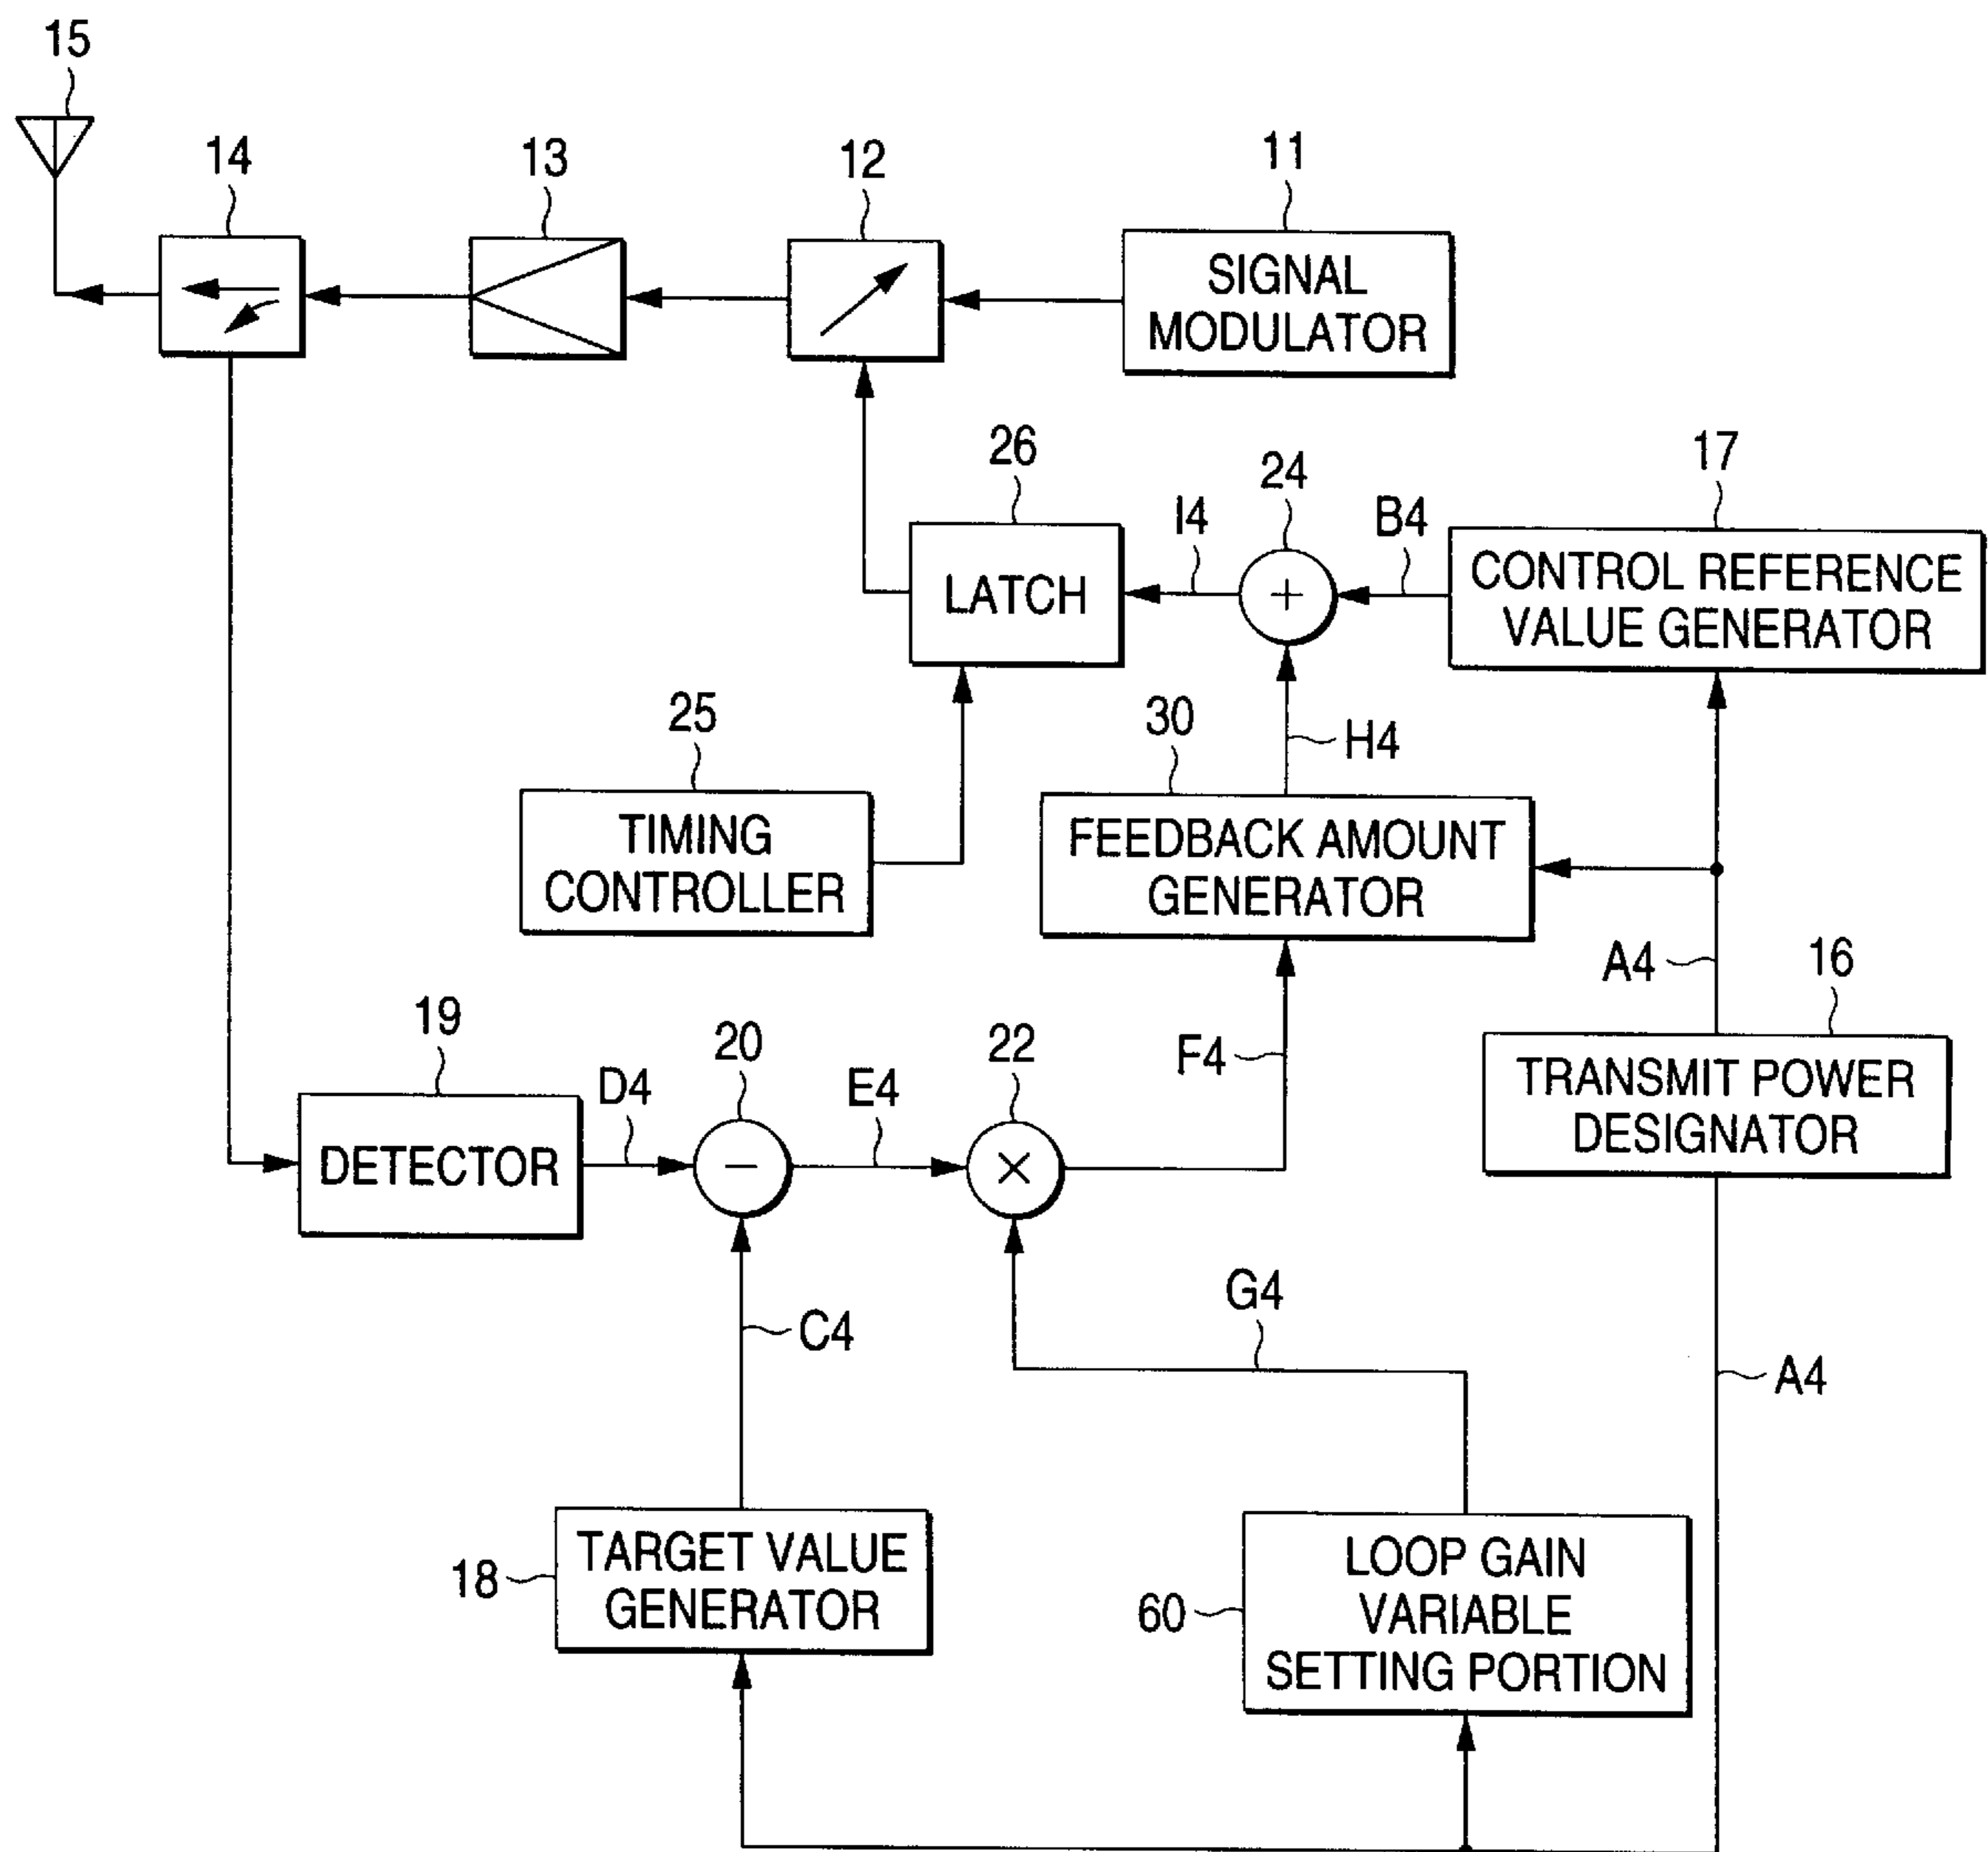 15
14
13
12
11
SIGNAL
MODULATOR
26
24
17
I4
B4
LATCH
+
CONTROL REFERENCE
VALUE GENERATOR
25
30
H4
TIMING
CONTROLLER
FEEDBACK AMOUNT
GENERATOR
A4
16
19
20
22
F4
TRANSMIT POWER
DESIGNATOR
D4
E4
DETECTOR
−
×
G4
C4
A4
18
TARGET VALUE
GENERATOR
60
LOOP GAIN
VARIABLE
SETTING PORTION